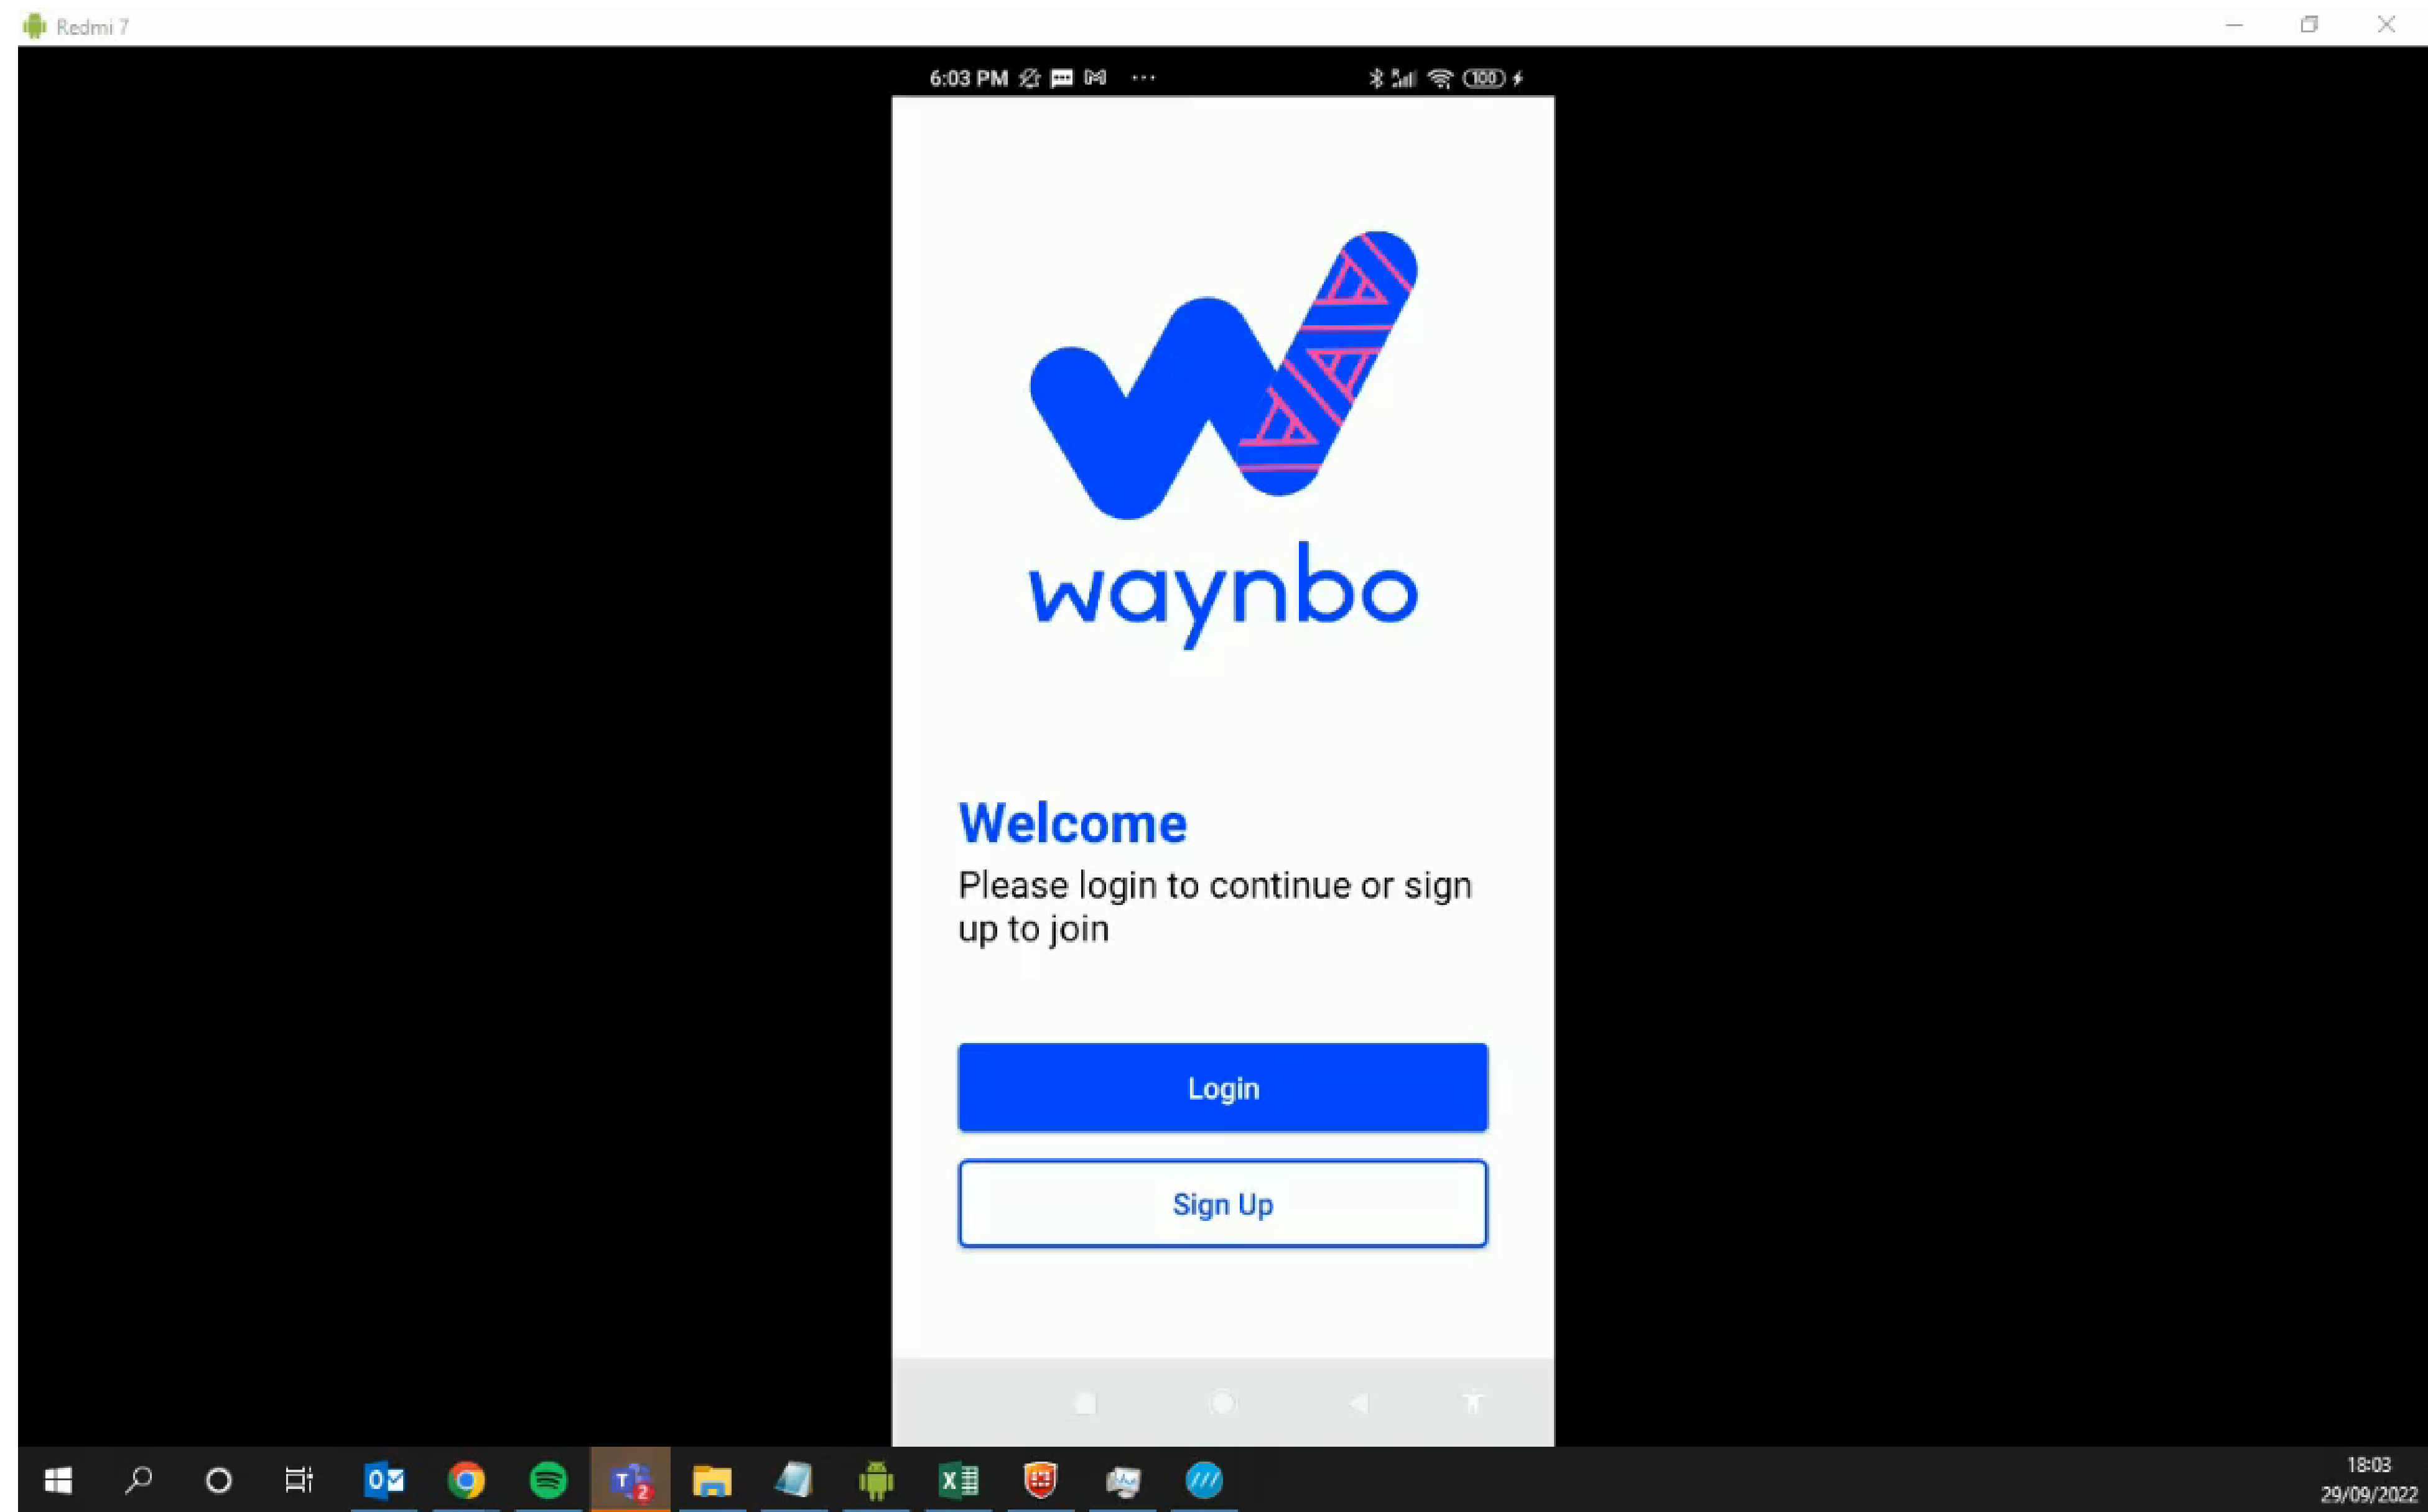 Redmi 7
6:03 PM
100
waynbo
Welcome
Please login to continue or sign
up to join
Login
Sign Up
18:03
29/09/2022